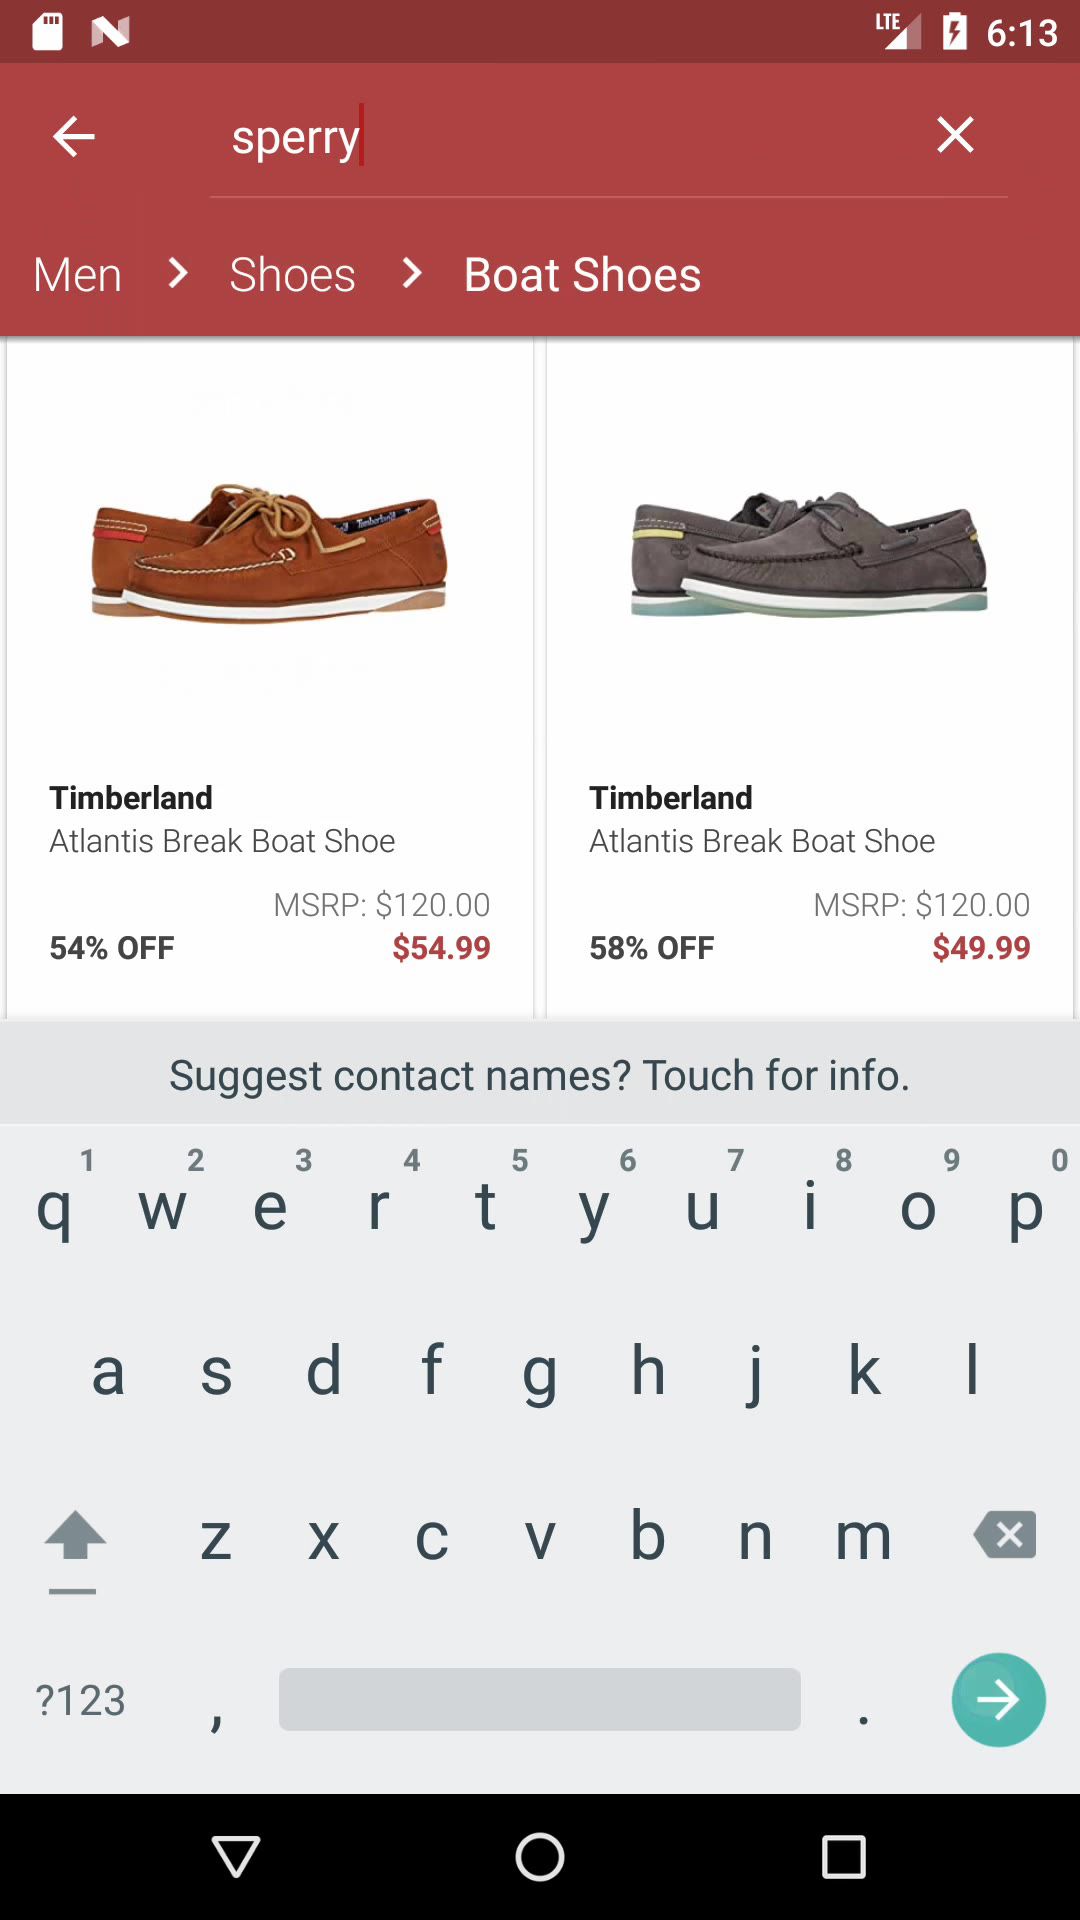 LTE 6:13
sperry
Men > Shoes > Boat Shoes
Timberland
Atlantis Break Boat Shoe
MSRP: $120.00
54% OFF $54.99
Timberland
Atlantis Break Boat Shoe
MSRP: $120.00
58% OFF $49.99
Suggest contact names? Touch for info.
1 2 3 4 5 6 7 8 9 0
q w e r t y u i o p
a s d f g h j k l
z x c v b n m
?123 , .